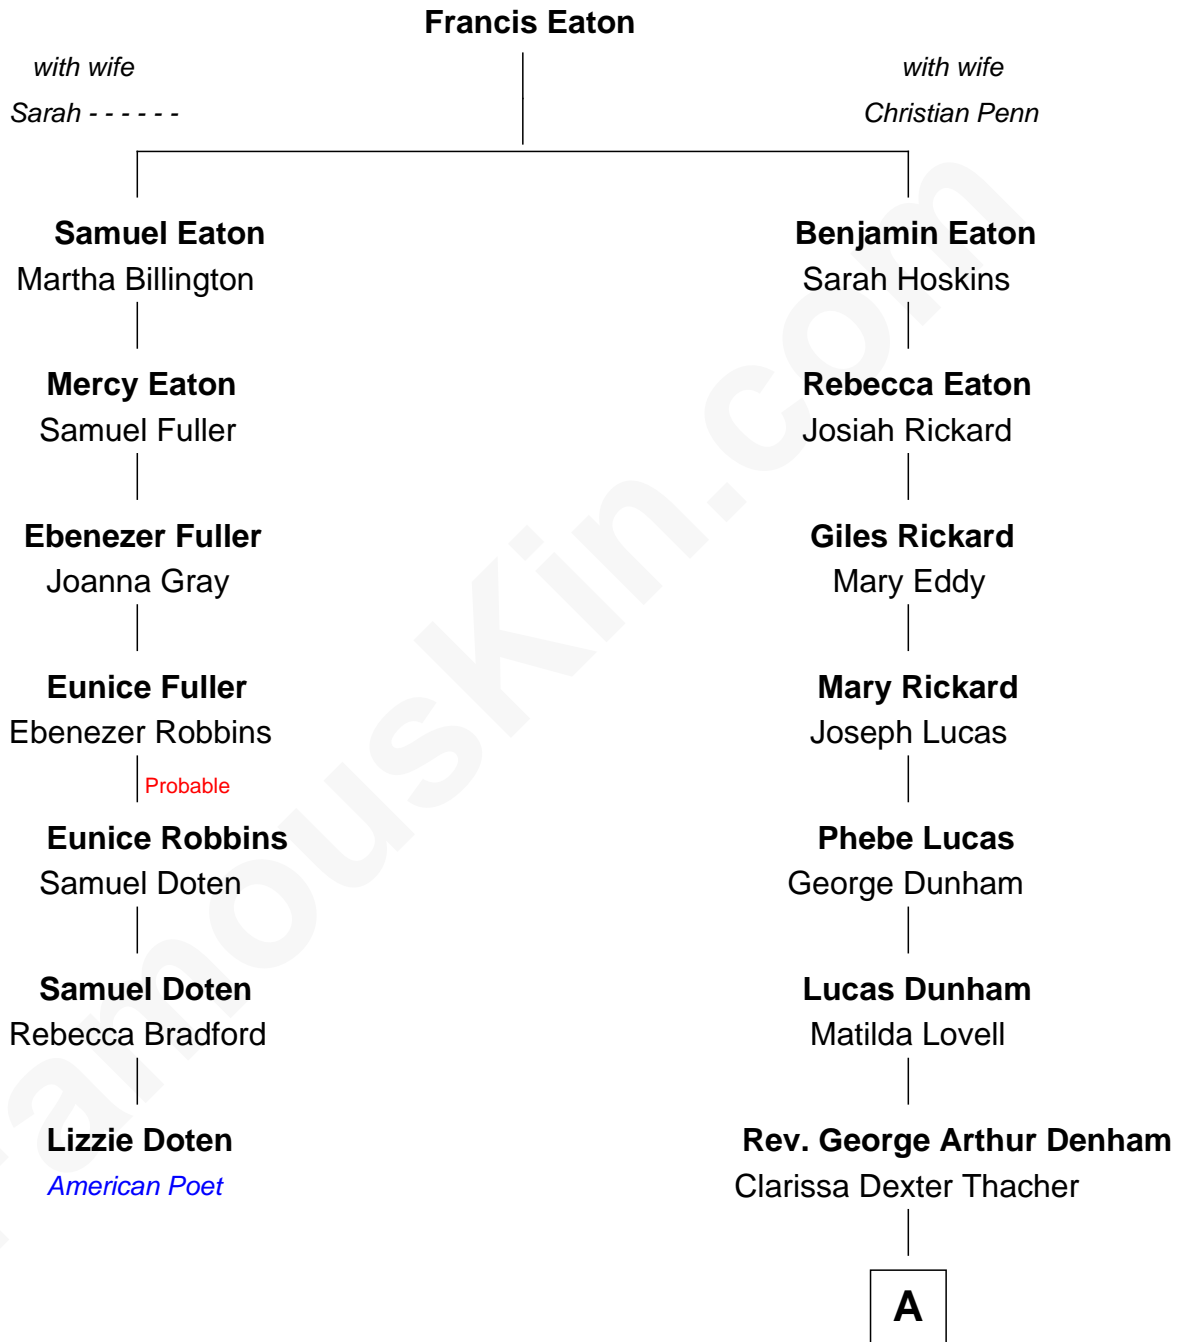 Francis Eaton
with wife
Sarah - - - - - -
with wife
Christian Penn
Samuel Eaton
Martha Billington
Mercy Eaton
Samuel Fuller
Ebenezer Fuller
Joanna Gray
Eunice Fuller
Ebenezer Robbins
Probable
Eunice Robbins
Samuel Doten
Samuel Doten
Rebecca Bradford
Lizzie Doten
American Poet
Benjamin Eaton
Sarah Hoskins
Rebecca Eaton
Josiah Rickard
Giles Rickard
Mary Eddy
Mary Rickard
Joseph Lucas
Phebe Lucas
George Dunham
Lucas Dunham
Matilda Lovell
Rev. George Arthur Denham
Clarissa Dexter Thacher
A
FamousKin.com